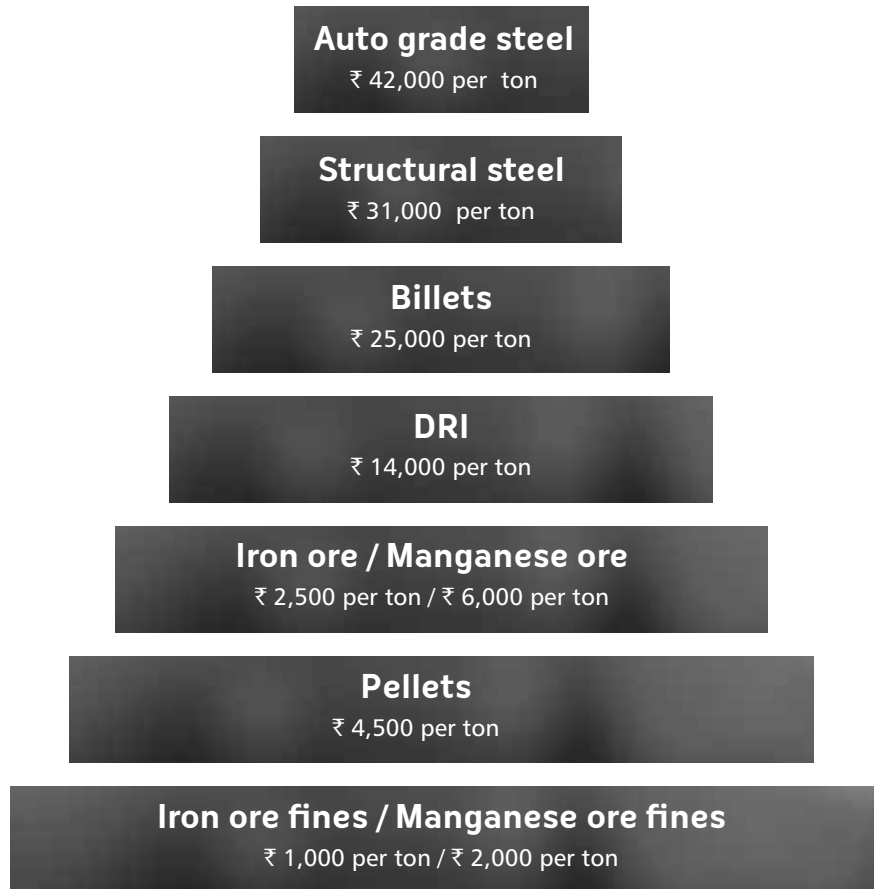 Auto grade steel
₹ 42,000 per ton
Structural steel
₹ 31,000 per ton
Billets
₹ 25,000 per ton
DRI
₹ 14,000 per ton
Iron ore / Manganese ore
₹ 2,500 per ton / ₹ 6,000 per ton
Pellets
₹ 4,500 per ton
Iron ore fines / Manganese ore fines
₹ 1,000 per ton / ₹ 2,000 per ton